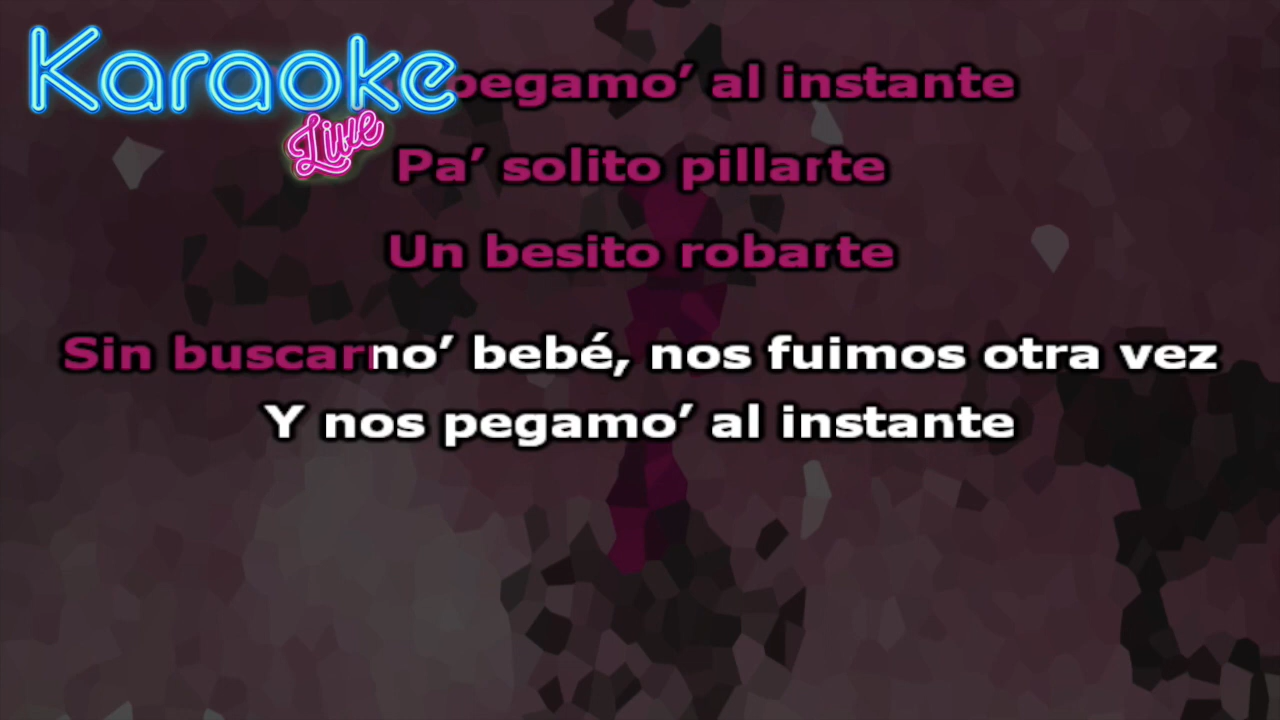 Karaoke
Live
pegamo’ al instante
Pa’ solito pillarte
Un besito robarte
Sin buscarno’ bebé, nos fuimos otra vez
Y nos pegamo’ al instante